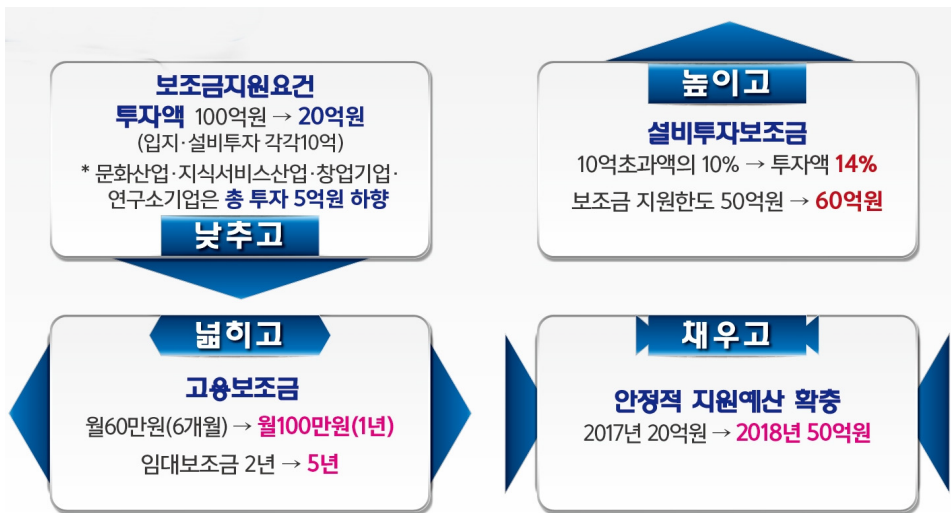 보조금지원요건
투자액 100억원 → 20억원
(입지·설비투자 각각10억)
* 문화산업·지식서비스산업·창업기업·
연구소기업은 총 투자 5억원 하향
낮추고
높이고
설비투자보조금
10억초과액의 10% → 투자액 14%
보조금 지원한도 50억원 → 60억원
넓히고
고용보조금
월60만원(6개월) → 월100만원(1년)
임대보조금 2년 → 5년
채우고
안정적 지원예산 확충
2017년 20억원 → 2018년 50억원